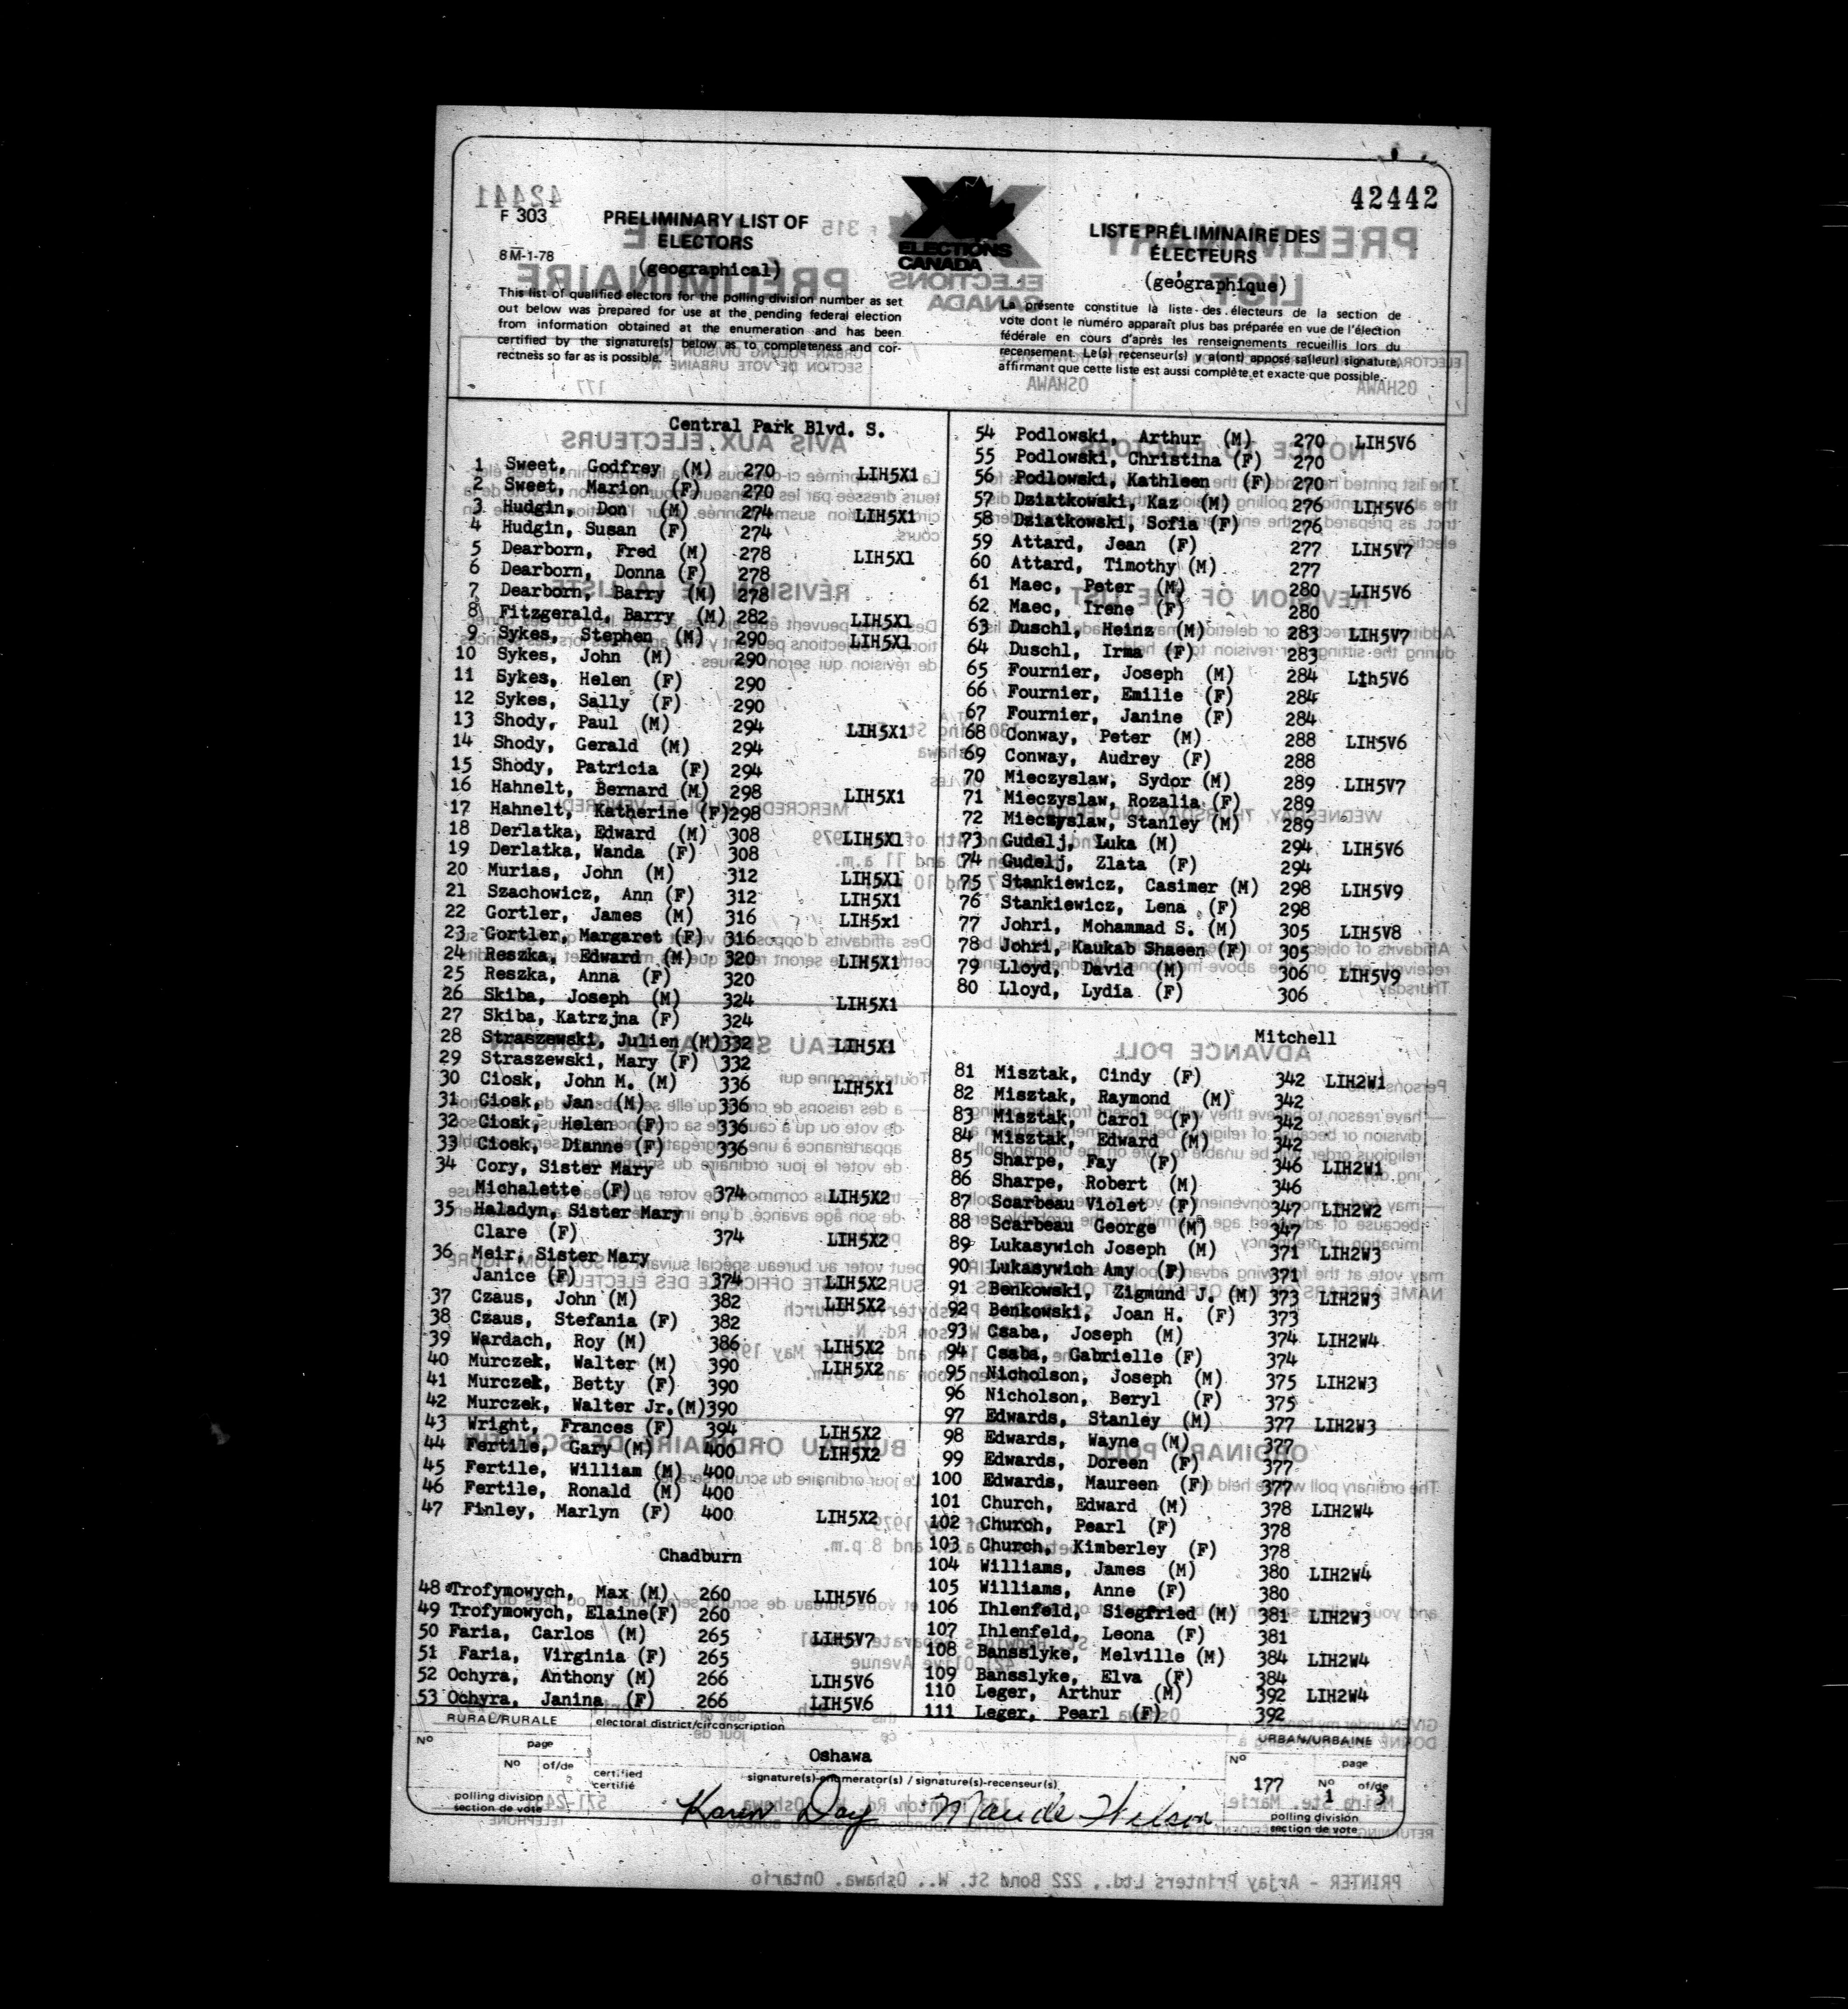 42442
F 303
8M-1-78
PRELIMINARY LIST OF
ELECTORS
(geographical)
This list of qualified electors for the polling division number as set
out below was prepared for use at the pending federal election
from information obtained at the enumeration and has been
certified by the signature(s) below as to completeness and cor-
rectness so far as is possible.
ELECTIONS
CANADA
LISTE PRÉLIMINAIRE DES
ÉLECTEURS
(geógraphique)
La présente constitue la liste des électeurs de la section de
vote dont le numéro apparaît plus bas préparée en vue de l'élection
fédérale en cours d'après les renseignements recueillis lors du
recensement. Le(s) recenseur(s) y a(ont) apposé sa(leur) signature,
affirmant que cette liste est aussi complète et exacte que possible.
Central Park Blvd. S.
1 Sweet, Godfrey (M) 270 LIH5X1
2 Sweet, Marion (F) 270
3 Hudgin, Don (M) 274 LIH5X1
4 Hudgin, Susan (F) 274
5 Dearborn, Fred (M) 278 LIH5X1
6 Dearborn, Donna (F) 278
7 Dearborn, Barry (M) 278
8 Fitzgerald, Barry (M) 282 LIH5X1
9 Sykes, Stephen (M) 290 LIH5X1
10 Sykes, John (M) 290
11 Sykes, Helen (F) 290
12 Sykes, Sally (F) 290
13 Shody, Paul (M) 294 LIH5X1
14 Shody, Gerald (M) 294
15 Shody, Patricia (F) 294
16 Hahnelt, Bernard (M) 298 LIH5X1
17 Hahnelt, Katherine (F)298
18 Derlatka, Edward (M) 308 LIH5X1
19 Derlatka, Wanda (F) 308
20 Murias, John (M) 312 LIH5X1
21 Szachowicz, Ann (F) 312 LIH5X1
22 Gortler, James (M) 316 LIH5x1
23 Gortler, Margaret (F) 316
24 Reszka, Edward (M) 320 LIH5X1
25 Reszka, Anna (F) 320
26 Skiba, Joseph (M) 324 LIH5X1
27 Skiba, Katrzjna (F) 324
28 Straszewski, Julien (M)332 LIH5X1
29 Straszewski, Mary (F) 332
30 Ciosk, John M. (M) 336 LIH5X1
31 Ciosk, Jan (M) 336
32 Ciosk, Helen (F) 336
33 Ciosk, Dianne (F) 336
34 Cory, Sister Mary
Michalette (F) 374 LIH5X2
35 Haladyn, Sister Mary
Clare (F) 374 LIH5X2
36 Meir, Sister Mary
Janice (F) 374 LIH5X2
37 Czaus, John (M) 382 LIH5X2
38 Czaus, Stefania (F) 382
39 Wardach, Roy (M) 386 LIH5X2
40 Murczek, Walter (M) 390 LIH5X2
41 Murczek, Betty (F) 390
42 Murczek, Walter Jr.(M)390
43 Wright, Frances (F) 394 LIH5X2
44 Fertile, Gary (M) 400 LIH5X2
45 Fertile, William (M) 400
46 Fertile, Ronald (M) 400
47 Finley, Marlyn (F) 400 LIH5X2
Chadburn
48 Trofymowych, Max (M) 260 LIH5V6
49 Trofymowych, Elaine(F) 260
50 Faria, Carlos (M) 265 LIH5V7
51 Faria, Virginia (F) 265
52 Ochyra, Anthony (M) 266 LIH5V6
53 Ochyra, Janina (F) 266 LIH5V6
54 Podlowski, Arthur (M) 270 LIH5V6
55 Podlowski, Christina (F) 270
56 Podlowski, Kathleen (F) 270
57 Dziatkowski, Kaz (M) 276 LIH5V6
58 Dziatkowski, Sofia (F) 276
59 Attard, Jean (F) 277 LIH5V7
60 Attard, Timothy (M) 277
61 Maec, Peter (M) 280 LIH5V6
62 Maec, Irene (F) 280
63 Duschl, Heinz (M) 283 LIH5V7
64 Duschl, Irma (F) 283
65 Fournier, Joseph (M) 284 L1h5V6
66 Fournier, Emilie (F) 284
67 Fournier, Janine (F) 284
68 Conway, Peter (M) 288 LIH5V6
69 Conway, Audrey (F) 288
70 Mieczyslaw, Sydor (M) 289 LIH5V7
71 Mieczyslaw, Rozalia (F) 289
72 Mieczyslaw, Stanley (M) 289
73 Gudelj, Luka (M) 294 LIH5V6
74 Gudelj, Zlata (F) 294
75 Stankiewicz, Casimer (M) 298 LIH5V9
76 Stankiewicz, Lena (F) 298
77 Johri, Mohammad S. (M) 305 LIH5V8
78 Johri, Kaukab Shaeen (F) 305
79 Lloyd, David (M) 306 LIH5V9
80 Lloyd, Lydia (F) 306
Mitchell
81 Misztak, Cindy (F) 342 LIH2W1
82 Misztak, Raymond (M) 342
83 Misztak, Carol (F) 342
84 Misztak, Edward (M) 342
85 Sharpe, Fay (F) 346 LIH2W1
86 Sharpe, Robert (M) 346
87 Scarbeau Violet (F) 347 LIH2W2
88 Scarbeau George (M) 347
89 Lukasywich Joseph (M) 371 LIH2W3
90 Lukasywich Amy (F) 371
91 Benkowski, Zigmund J. (M) 373 LIH2W3
92 Benkowski, Joan H. (F) 373
93 Csaba, Joseph (M) 374 LIH2W4
94 Csaba, Gabrielle (F) 374
95 Nicholson, Joseph (M) 375 LIH2W3
96 Nicholson, Beryl (F) 375
97 Edwards, Stanley (M) 377 LIH2W3
98 Edwards, Wayne (M) 377
99 Edwards, Doreen (F) 377
100 Edwards, Maureen (F) 377
101 Church, Edward (M) 378 LIH2W4
102 Church, Pearl (F) 378
103 Church, Kimberley (F) 378
104 Williams, James (M) 380 LIH2W4
105 Williams, Anne (F) 380
106 Ihlenfeld, Siegfried (M) 381 LIH2W3
107 Ihlenfeld, Leona (F) 381
108 Bansslyke, Melville (M) 384 LIH2W4
109 Bansslyke, Elva (F) 384
110 Leger, Arthur (M) 392 LIH2W4
111 Leger, Pearl (F) 392
RURAL/RURALE
electoral district/circonscription
URBAN/URBAINE
Nº page
Nº of/de
Oshawa
certified
certifié
signature(s)-enumerator(s) / signature(s)-recenseur(s)
Nº page
177 Nº 1 of/de 3
polling division
section de vote
Karen Day Maude Wilson
polling division
section de vote